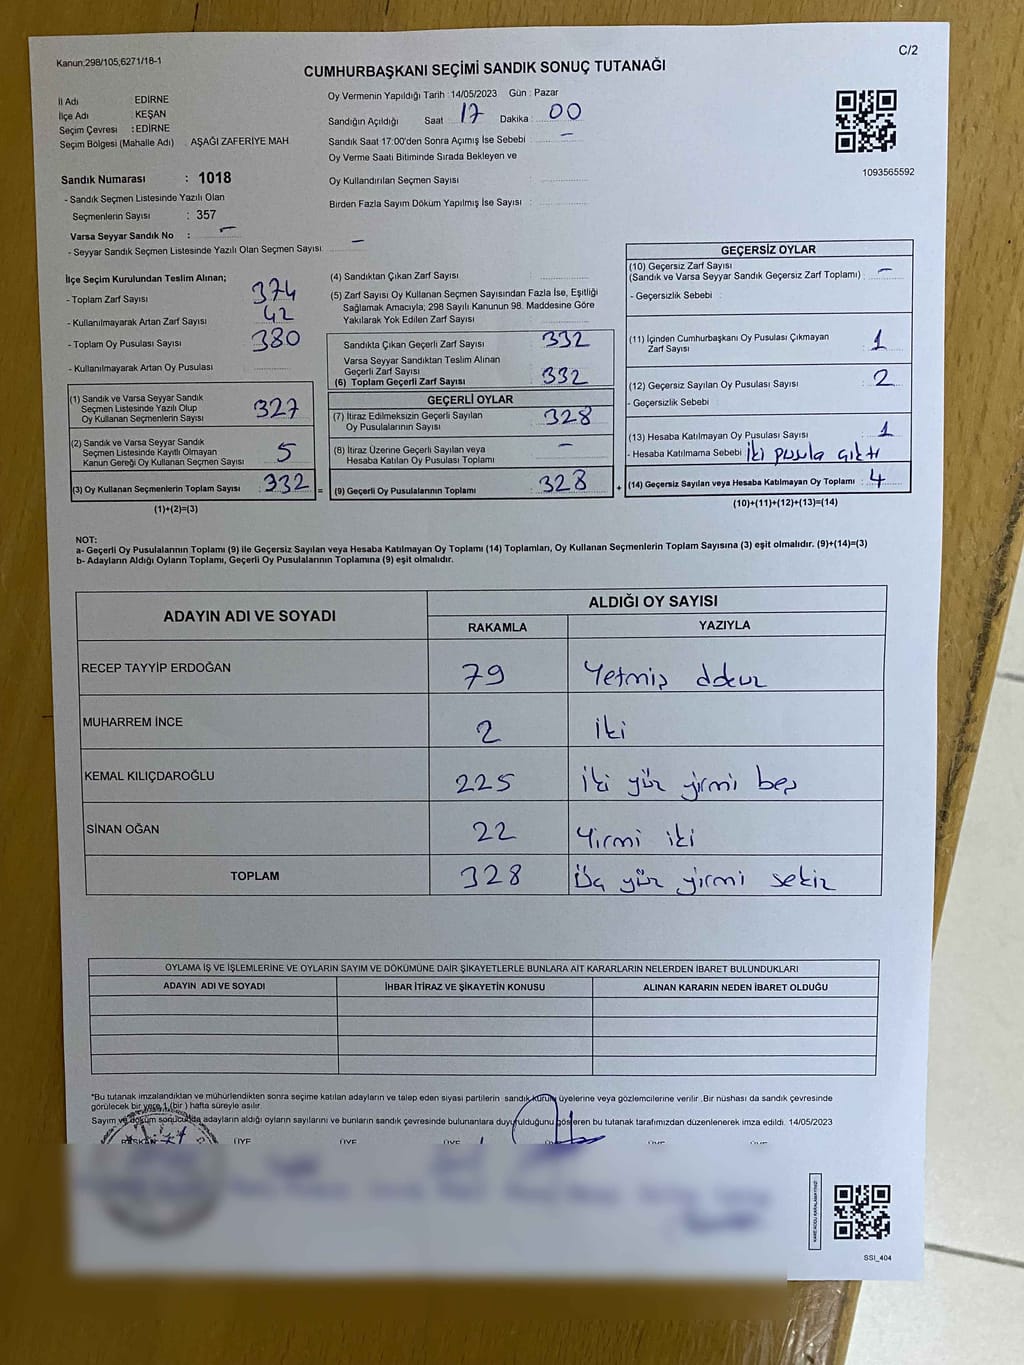 Kanun;298/105;6271/18-1
C/2
CUMHURBAŞKANI SEÇİMİ SANDIK SONUÇ TUTANAĞI
İl Adı EDİRNE
İlçe Adı : KEŞAN
Seçim Çevresi : EDİRNE
Seçim Bölgesi (Mahalle Adı) . AŞAĞI ZAFERİYE MAH
Sandık Numarası : 1018
- Sandık Seçmen Listesinde Yazılı Olan
Seçmenlerin Sayısı : 357
Varsa Seyyar Sandık No : -
- Seyyar Sandık Seçmen Listesinde Yazılı Olan Seçmen Sayısı -
Oy Vermenin Yapıldığı Tarih : 14/05/2023 Gün : Pazar
Sandığın Açıldığı Saat 17 Dakika 00
Sandık Saat 17:00'den Sonra Açımış İse Sebebi : -
Oy Verme Saati Bitiminde Sırada Bekleyen ve
Oy Kullandırılan Seçmen Sayısı :
Birden Fazla Sayım Döküm Yapılmış İse Sayısı :
1093565592
İlçe Seçim Kurulundan Teslim Alınan;
- Toplam Zarf Sayısı 374
- Kullanılmayarak Artan Zarf Sayısı 42
- Toplam Oy Pusulası Sayısı 380
- Kullanılmayarak Artan Oy Pusulası
(1) Sandık ve Varsa Seyyar Sandık
Seçmen Listesinde Yazılı Olup
Oy Kullanan Seçmenlerin Sayısı 327
(2) Sandık ve Varsa Seyyar Sandık
Seçmen Listesinde Kayıtlı Olmayan
Kanun Gereği Oy Kullanan Seçmen Sayısı 5
(3) Oy Kullanan Seçmenlerin Toplam Sayısı : 332 =
(1)+(2)=(3)
(4) Sandıktan Çıkan Zarf Sayısı
(5) Zarf Sayısı Oy Kullanan Seçmen Sayısından Fazla İse, Eşitliği
Sağlamak Amacıyla; 298 Sayılı Kanunun 98. Maddesine Göre
Yakılarak Yok Edilen Zarf Sayısı
Sandıkta Çıkan Geçerli Zarf Sayısı 332
Varsa Seyyar Sandıktan Teslim Alınan
Geçerli Zarf Sayısı
(6) Toplam Geçerli Zarf Sayısı 332
GEÇERLİ OYLAR
(7) İtiraz Edilmeksizin Geçerli Sayılan
Oy Pusulalarının Sayısı 328
(8) İtiraz Üzerine Geçerli Sayılan veya
Hesaba Katılan Oy Pusulası Toplamı -
(9) Geçerli Oy Pusulalarının Toplamı 328 +
GEÇERSİZ OYLAR
(10) Geçersiz Zarf Sayısı
(Sandık ve Varsa Seyyar Sandık Geçersiz Zarf Toplamı) : -
- Geçersizlik Sebebi :
(11) İçinden Cumhurbaşkanı Oy Pusulası Çıkmayan
Zarf Sayısı : 1
(12) Geçersiz Sayılan Oy Pusulası Sayısı : 2
- Geçersizlik Sebebi :
(13) Hesaba Katılmayan Oy Pusulası Sayısı : 1
- Hesaba Katılmama Sebebi : İki pusula çıktı
(14) Geçersiz Sayılan veya Hesaba Katılmayan Oy Toplamı : 4
(10)+(11)+(12)+(13)=(14)
NOT:
a- Geçerli Oy Pusulalarının Toplamı (9) ile Geçersiz Sayılan veya Hesaba Katılmayan Oy Toplamı (14) Toplamları, Oy Kullanan Seçmenlerin Toplam Sayısına (3) eşit olmalıdır. (9)+(14)=(3)
b- Adayların Aldığı Oyların Toplamı, Geçerli Oy Pusulalarının Toplamına (9) eşit olmalıdır.
ADAYIN ADI VE SOYADI ALDIĞI OY SAYISI
RAKAMLA YAZIYLA
RECEP TAYYİP ERDOĞAN 79 Yetmiş dokuz
MUHARREM İNCE 2 iki
KEMAL KILIÇDAROĞLU 225 İki yüz yirmi beş
SİNAN OĞAN 22 Yirmi iki
TOPLAM 328 Üç yüz yirmi sekiz
OYLAMA İŞ VE İŞLEMLERİNE VE OYLARIN SAYIM VE DÖKÜMÜNE DAİR ŞİKAYETLERLE BUNLARA AİT KARARLARIN NELERDEN İBARET BULUNDUKLARI
ADAYIN ADI VE SOYADI İHBAR İTİRAZ VE ŞİKAYETİN KONUSU ALINAN KARARIN NEDEN İBARET OLDUĞU
*Bu tutanak imzalandıktan ve mühürlendikten sonra seçime katılan adayların ve talep eden siyasi partilerin sandık kurulu üyelerine veya gözlemcilerine verilir .Bir nüshası da sandık çevresinde
görülecek bir yere 1 (bir ) hafta süreyle asılır.
Sayım ve döküm sonucunda adayların aldığı oyların sayılarını ve bunların sandık çevresinde bulunanlara duyurulduğunu gösteren bu tutanak tarafımızdan düzenlenerek imza edildi. 14/05/2023
BAŞKAN ÜYE ÜYE ÜYE
SSI_404